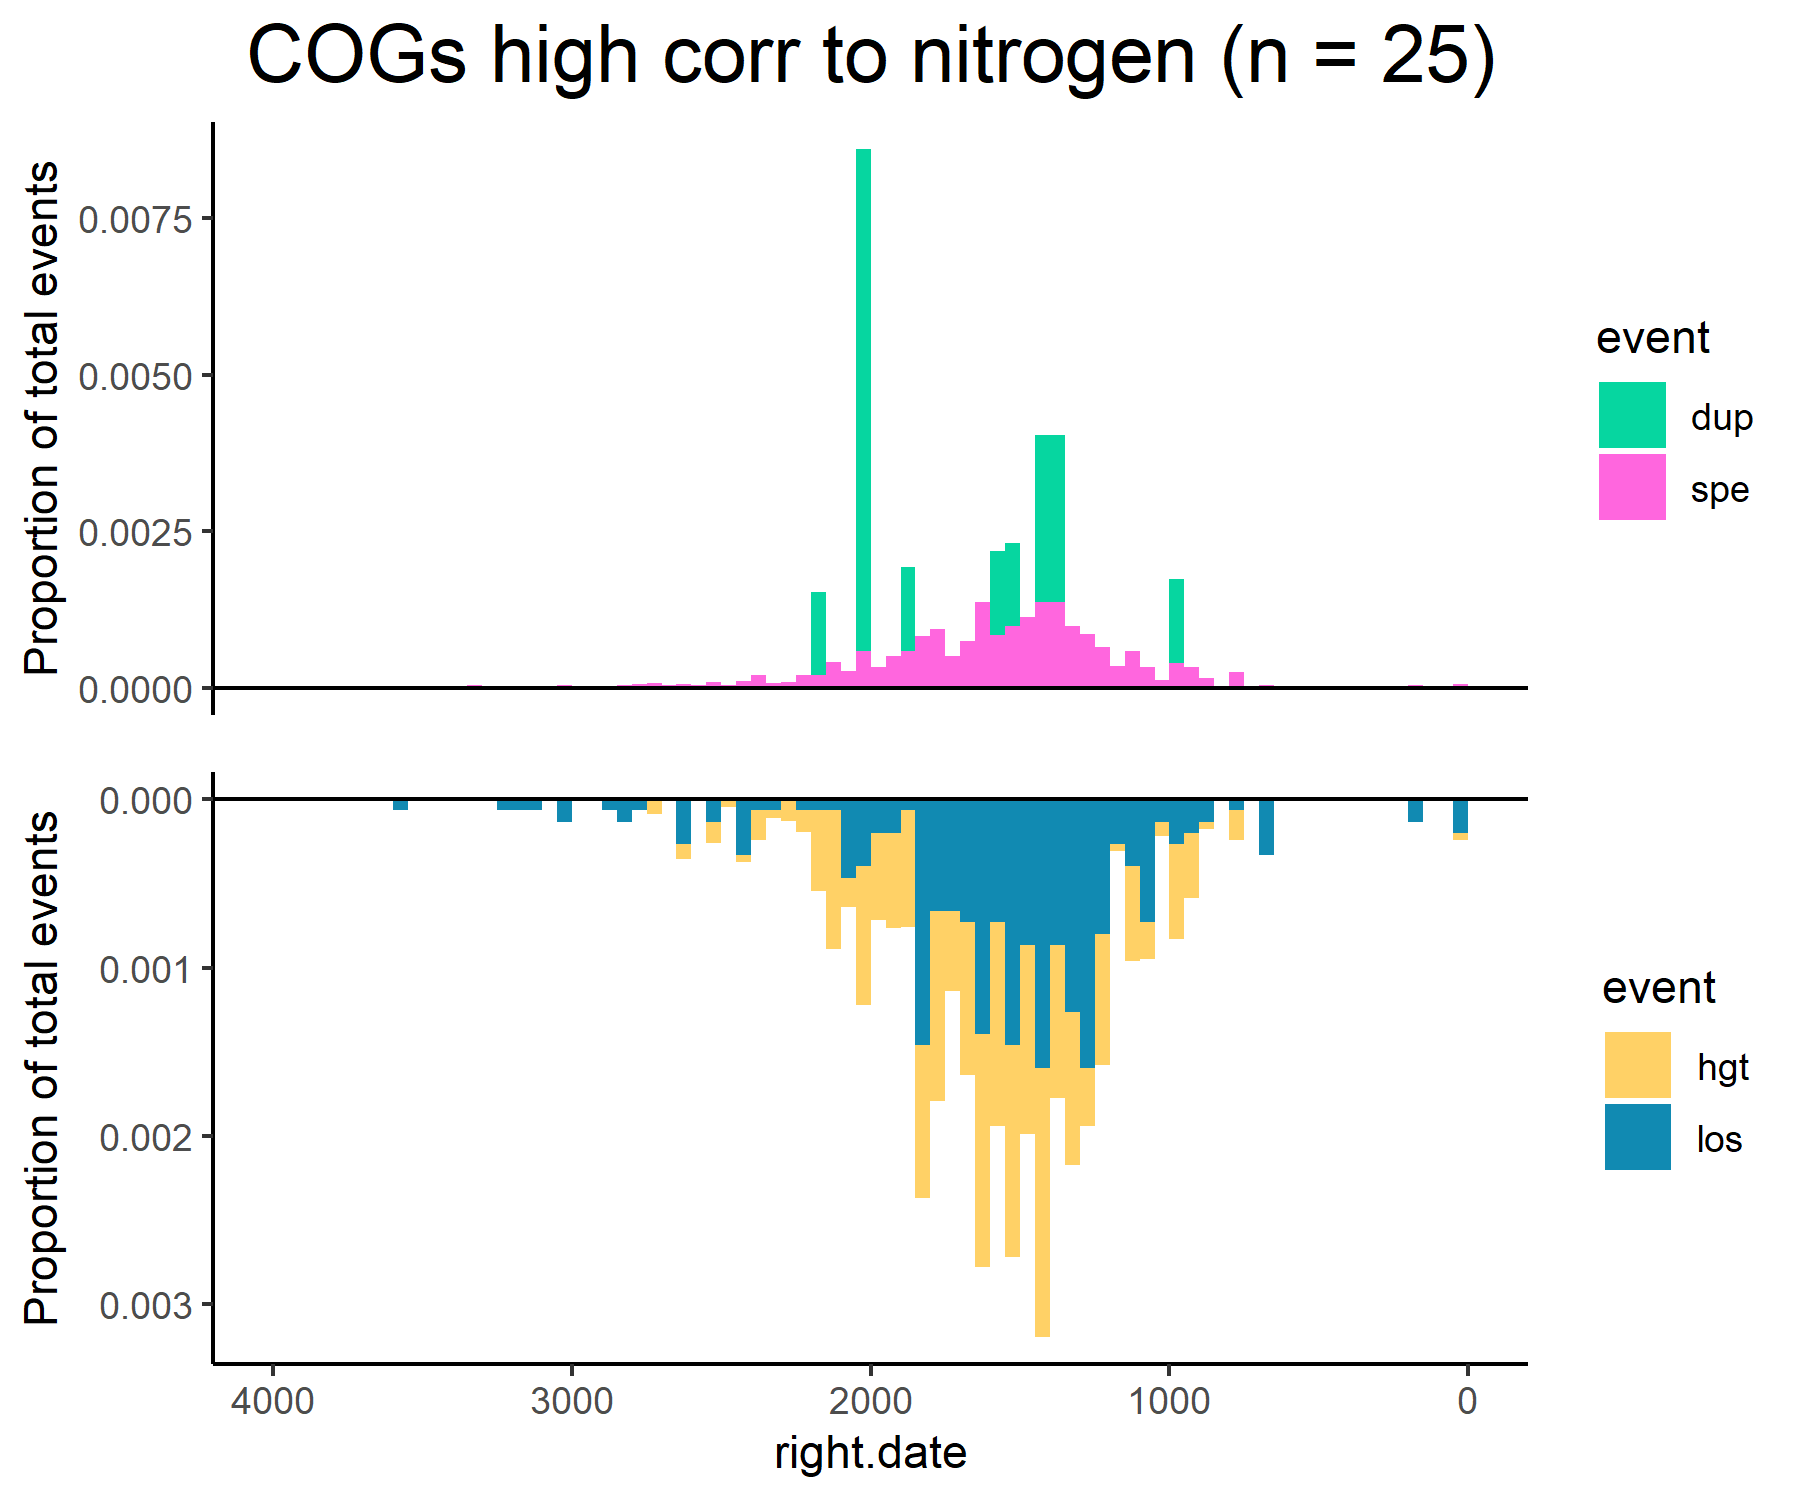 COGs high corr to nitrogen (n = 25)
Proportion of total events
0.0075
0.0050
0.0025
0.0000
event
dup
spe
Proportion of total events
0.000
0.001
0.002
0.003
event
hgt
los
4000 3000 2000 1000 0
right.date